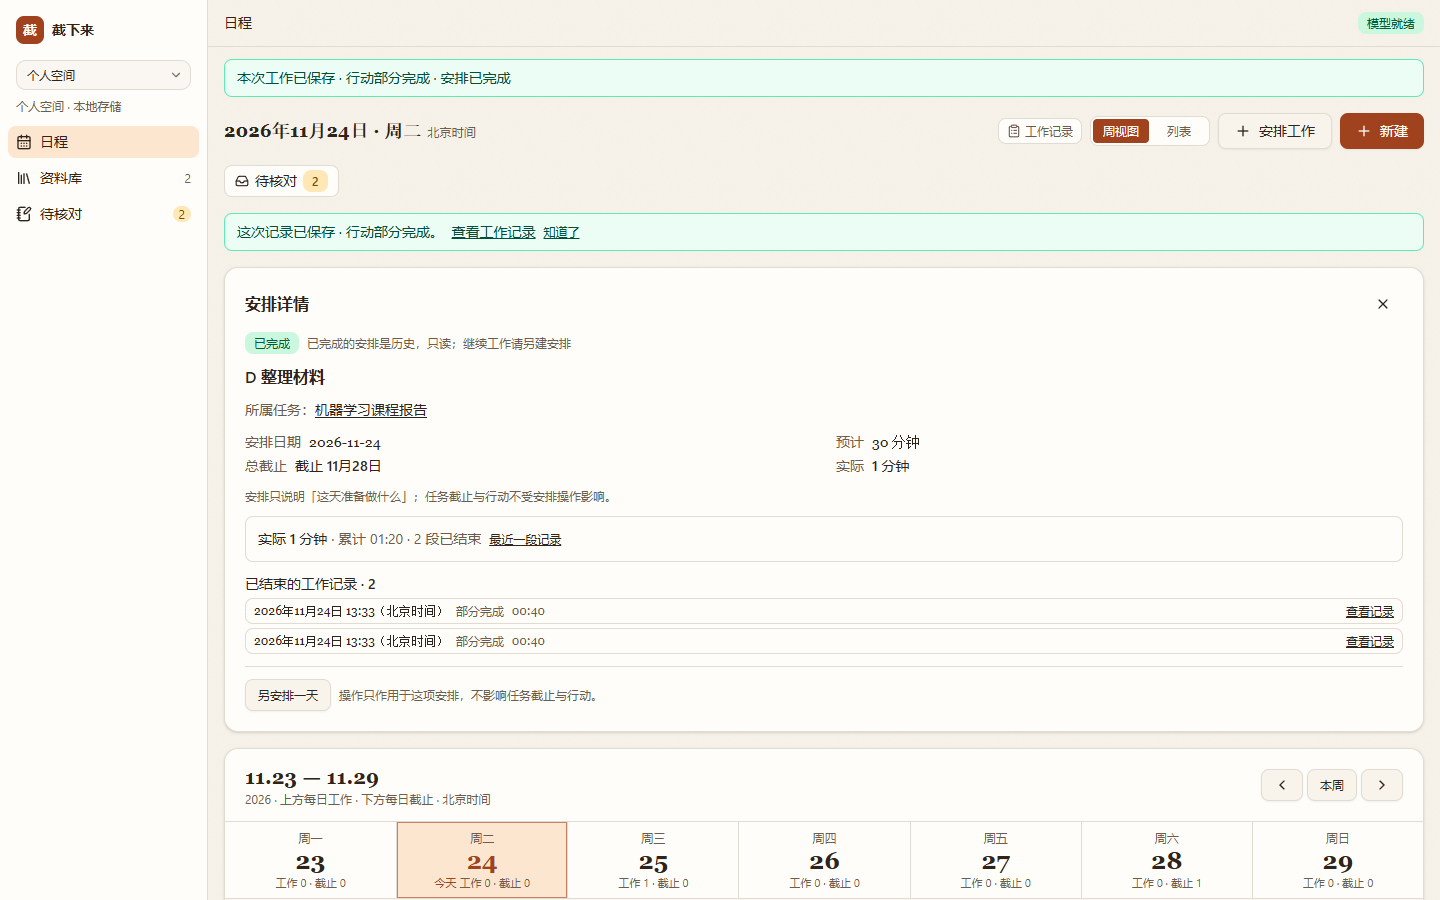 截 截下来
个人空间
个人空间 · 本地存储
日程
资料库 2
待核对 2
日程
模型就绪
本次工作已保存 · 行动部分完成 · 安排已完成
2026年11月24日 · 周二 北京时间
工作记录 周视图 列表 安排工作 新建
待核对 2
这次记录已保存 · 行动部分完成。 查看工作记录 知道了
安排详情
已完成 已完成的安排是历史，只读；继续工作请另建安排
D 整理材料
所属任务： 机器学习课程报告
安排日期 2026-11-24 预计 30 分钟
总截止 截止 11月28日 实际 1 分钟
安排只说明「这天准备做什么」；任务截止与行动不受安排操作影响。
实际 1 分钟 · 累计 01:20 · 2 段已结束 最近一段记录
已结束的工作记录 · 2
2026年11月24日 13:33（北京时间） 部分完成 00:40 查看记录
2026年11月24日 13:33（北京时间） 部分完成 00:40 查看记录
另安排一天 操作只作用于这项安排，不影响任务截止与行动。
11.23 — 11.29
2026 · 上方每日工作 · 下方每日截止 · 北京时间
本周
周一 周二 周三 周四 周五 周六 周日
23 24 25 26 27 28 29
工作 0 · 截止 0 今天 工作 0 · 截止 0 工作 1 · 截止 0 工作 0 · 截止 0 工作 0 · 截止 0 工作 0 · 截止 1 工作 0 · 截止 0